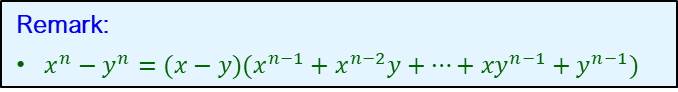 Remark:
• xⁿ − yⁿ = (x − y)(xⁿ⁻¹ + xⁿ⁻²y + ⋯ + xyⁿ⁻¹ + yⁿ⁻¹)